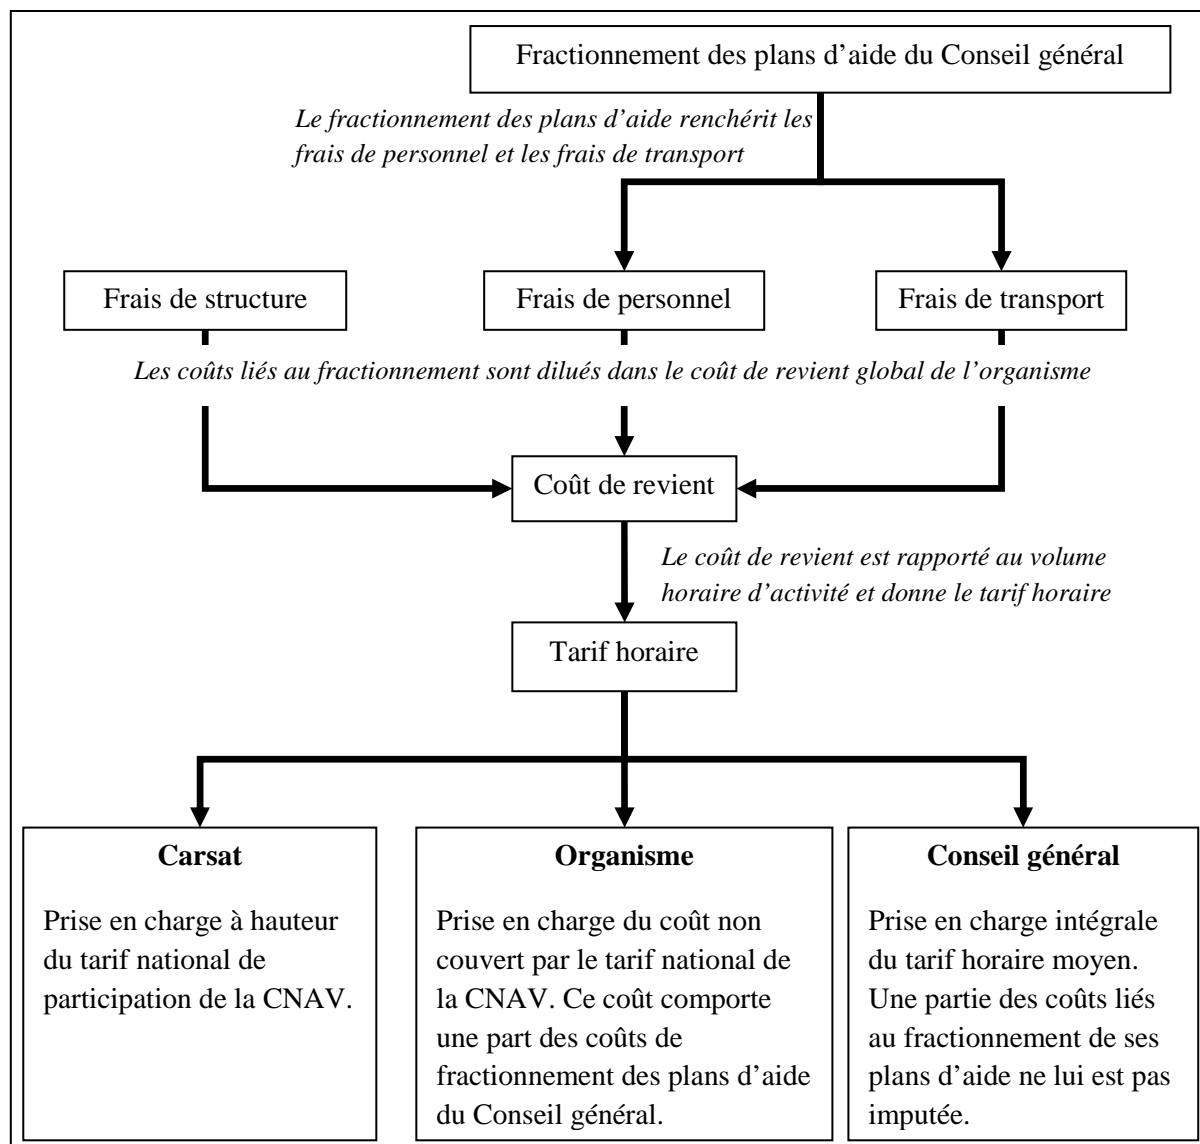 Fractionnement des plans d’aide du Conseil général
Le fractionnement des plans d’aide renchérit les
frais de personnel et les frais de transport
Frais de structure
Frais de personnel
Frais de transport
Les coûts liés au fractionnement sont dilués dans le coût de revient global de l’organisme
Coût de revient
Le coût de revient est rapporté au volume
horaire d’activité et donne le tarif horaire
Tarif horaire
Carsat
Prise en charge à hauteur
du tarif national de
participation de la CNAV.
Organisme
Prise en charge du coût non
couvert par le tarif national de
la CNAV. Ce coût comporte
une part des coûts de
fractionnement des plans d’aide
du Conseil général.
Conseil général
Prise en charge intégrale
du tarif horaire moyen.
Une partie des coûts liés
au fractionnement de ses
plans d’aide ne lui est pas
imputée.